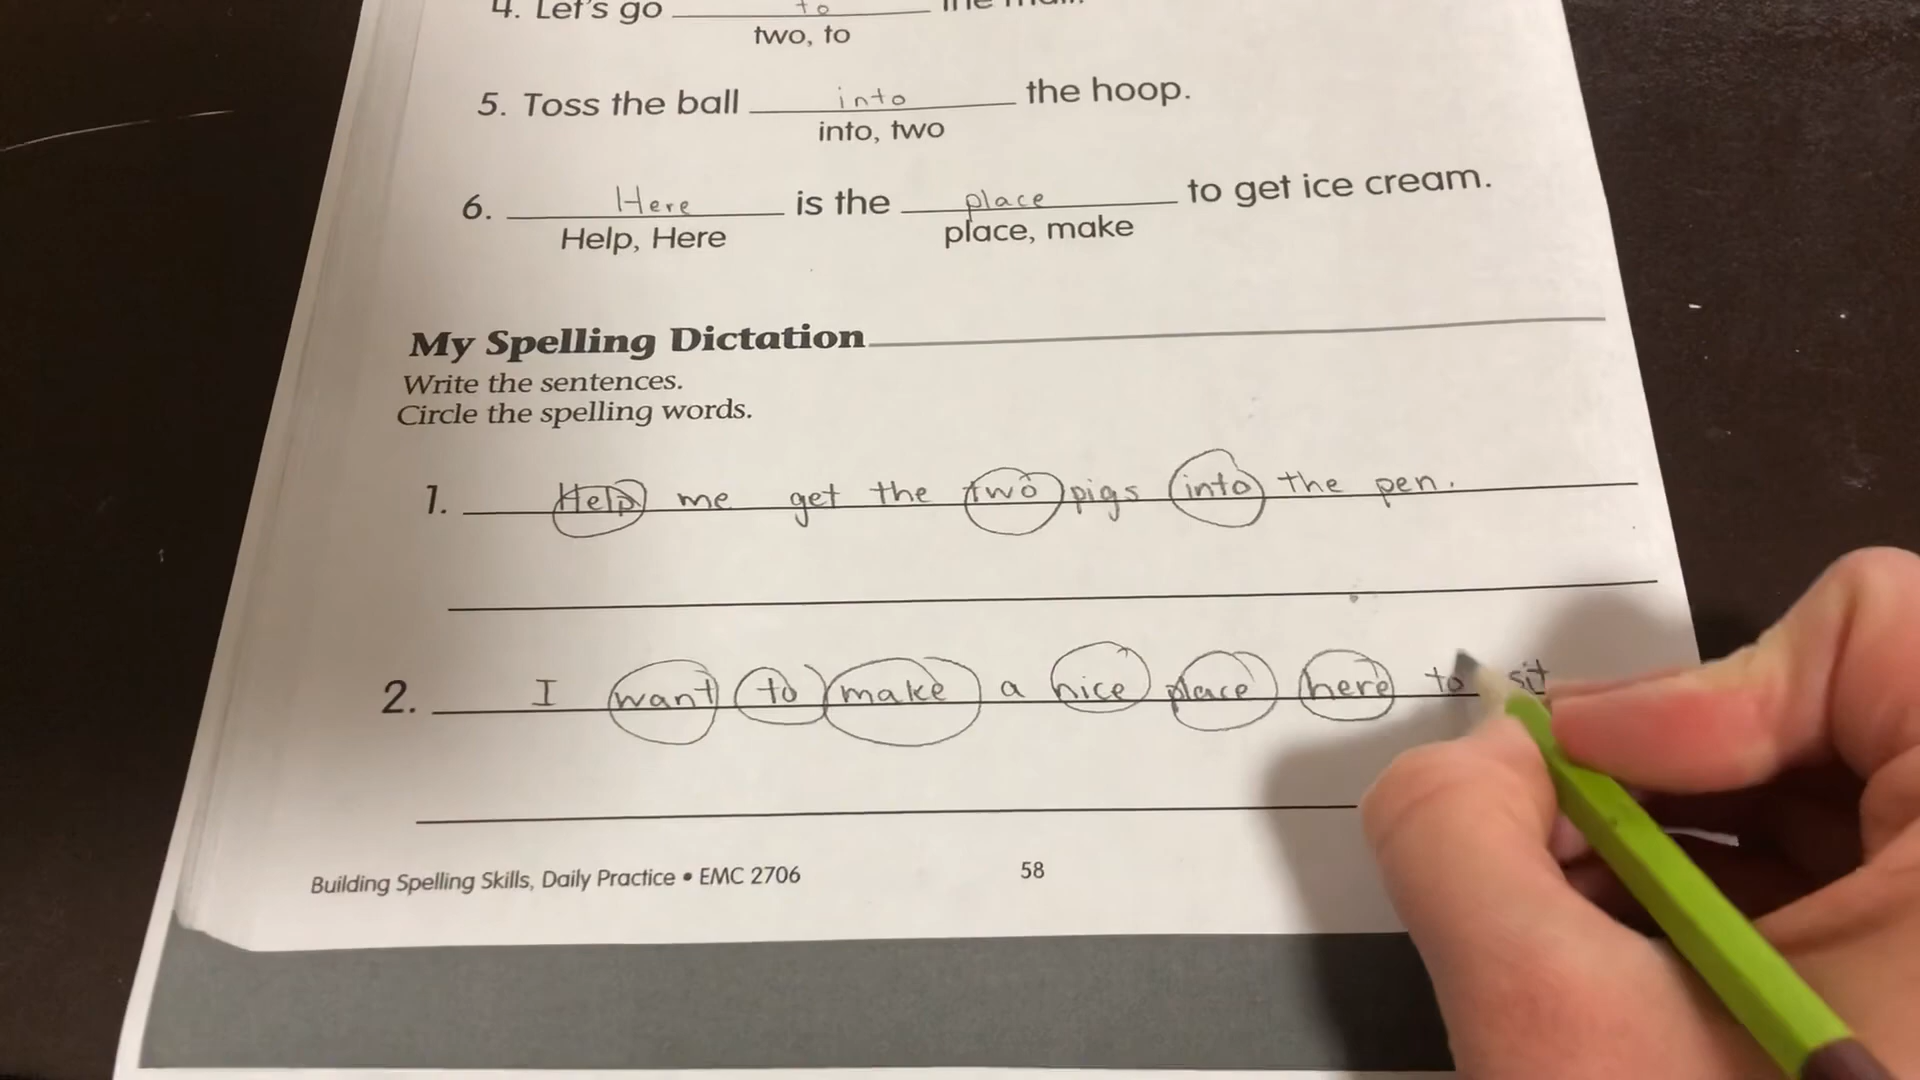 4. Let's go to the mall.
two, to
5. Toss the ball into the hoop.
into, two
6. Here is the place to get ice cream.
Help, Here place, make
My Spelling Dictation
Write the sentences.
Circle the spelling words.
1. Help me get the two pigs into the pen.
2. I want to make a nice place here to sit
Building Spelling Skills, Daily Practice • EMC 2706 58